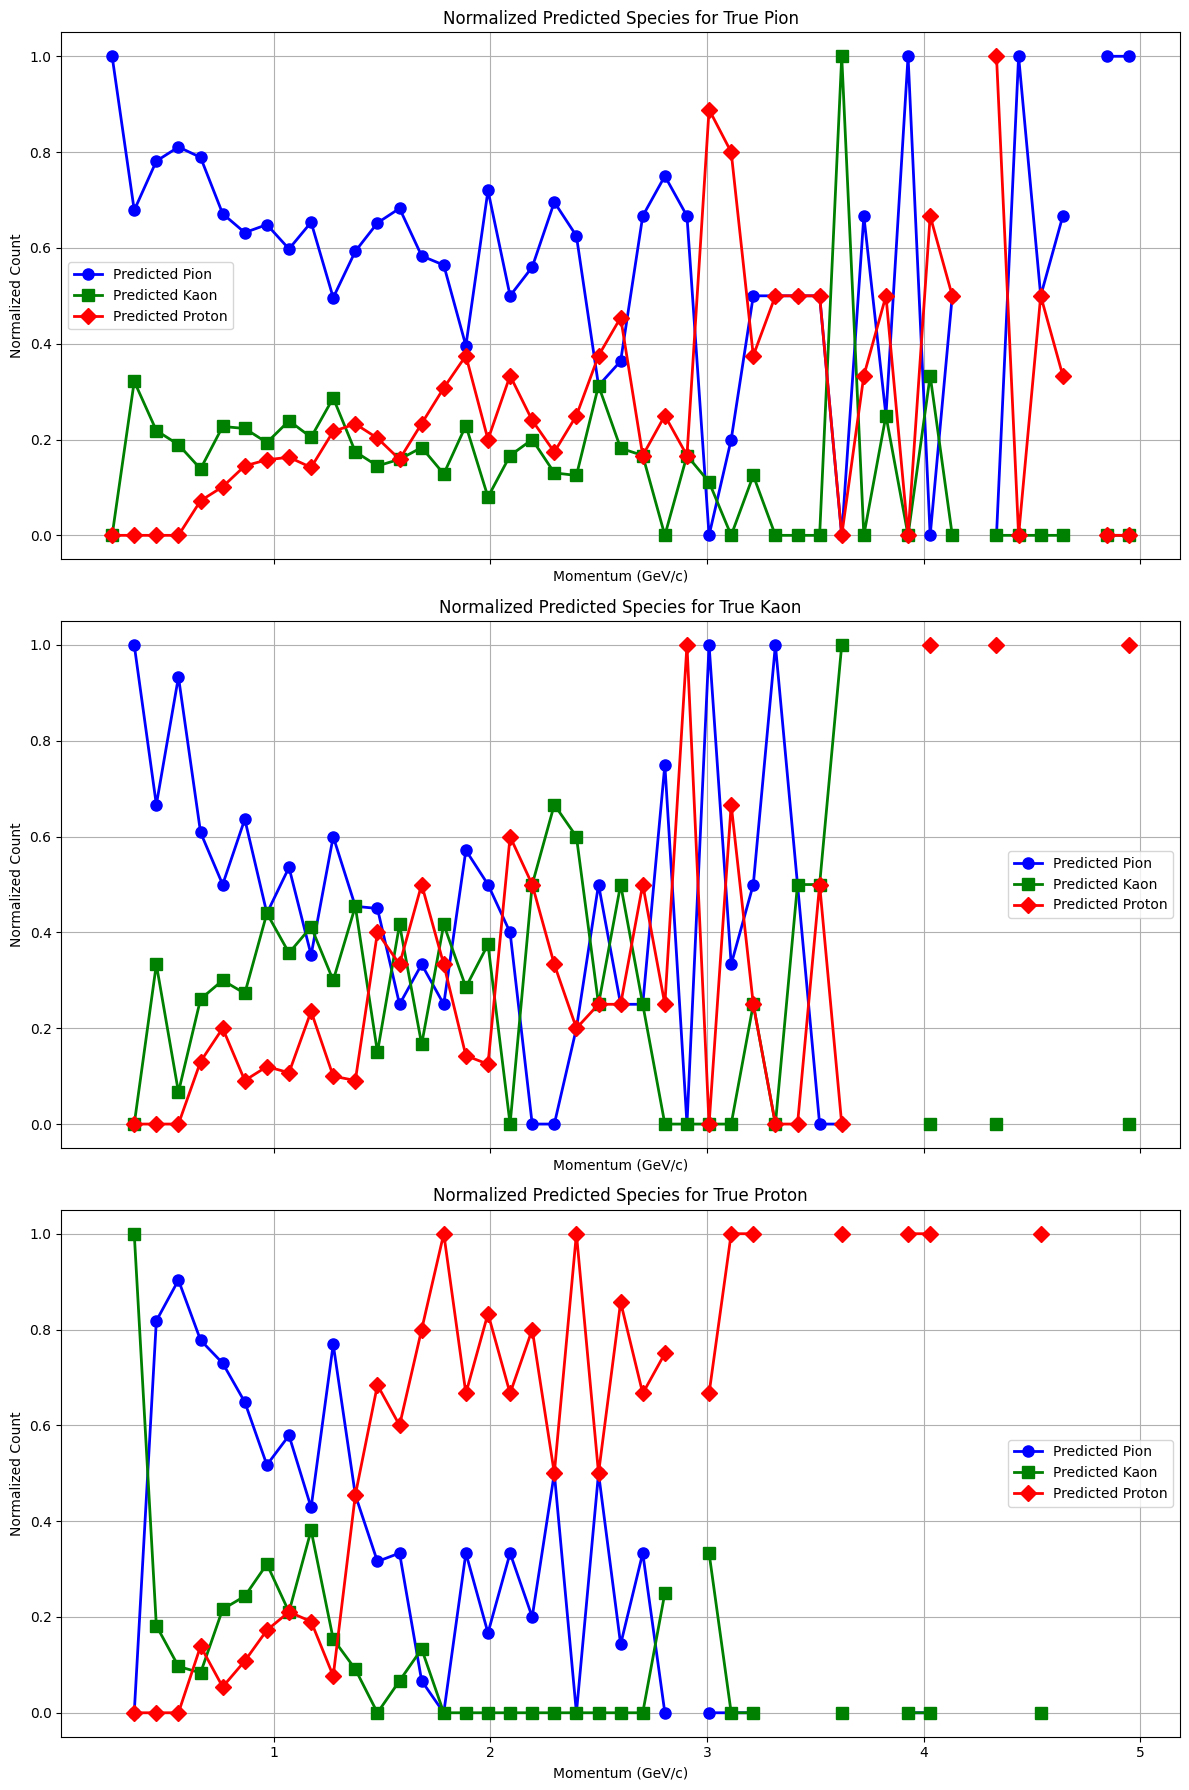 Normalized Predicted Species for True Pion
1.0
0.8
0.6
0.4
0.2
0.0
Normalized Count
Predicted Pion
Predicted Kaon
Predicted Proton
Momentum (GeV/c)
Normalized Predicted Species for True Kaon
1.0
0.8
0.6
0.4
0.2
0.0
Normalized Count
Predicted Pion
Predicted Kaon
Predicted Proton
Momentum (GeV/c)
Normalized Predicted Species for True Proton
1.0
0.8
0.6
0.4
0.2
0.0
Normalized Count
Predicted Pion
Predicted Kaon
Predicted Proton
1 2 3 4 5
Momentum (GeV/c)